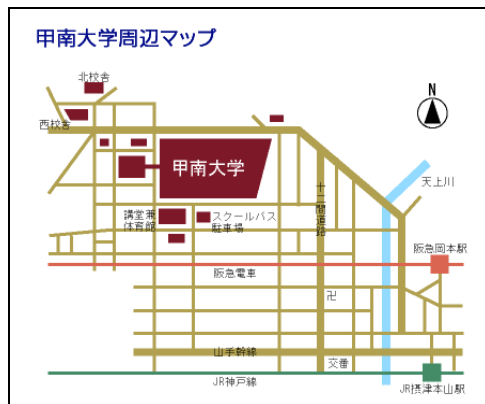 甲南大学周辺マップ
北校舎
N
西校舎
甲南大学
十二間道路
天上川
講堂兼
体育館
スクールバス
駐車場
阪急岡本駅
阪急電車
卍
山手幹線
交番
JR神戸線
JR摂津本山駅